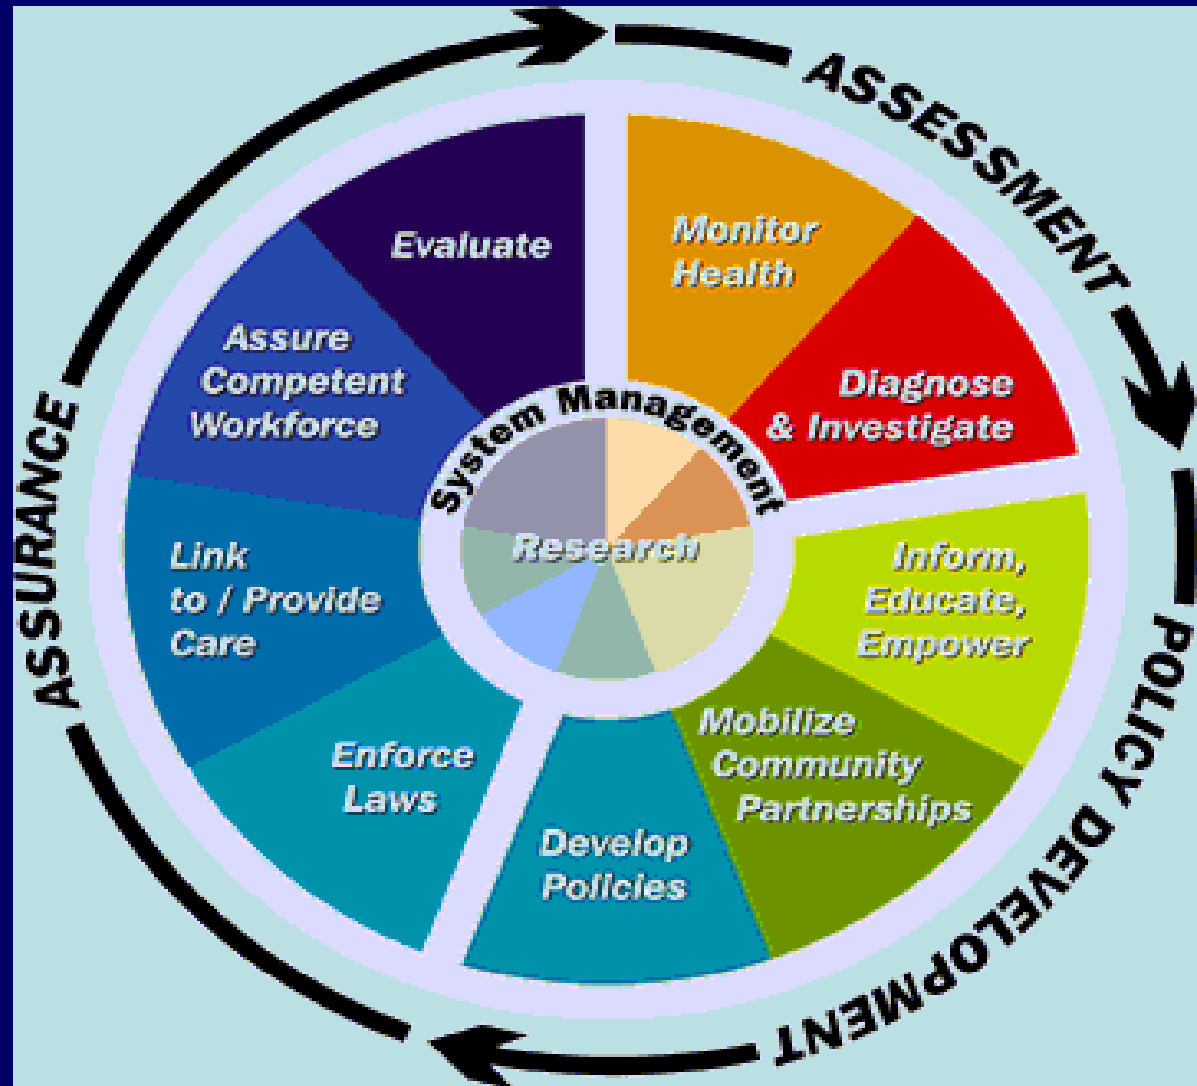 ASSESSMENT
POLICY DEVELOPMENT
ASSURANCE
Monitor
Health
Diagnose
& Investigate
Inform,
Educate,
Empower
Mobilize
Community
Partnerships
Develop
Policies
Enforce
Laws
Link
to / Provide
Care
Assure
Competent
Workforce
Evaluate
System Management
Research